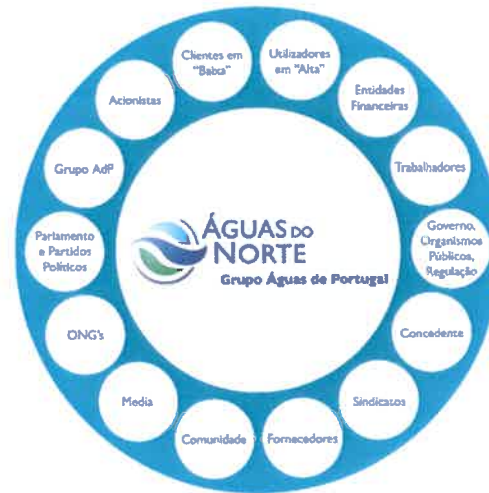 Clientes em
"Baixa"
Utilizadores
em "Alta"
Entidades
Financeiras
Trabalhadores
Governo,
Organismos
Públicos,
Regulação
Concedente
Sindicatos
Fornecedores
Comunidade
Media
ONG's
Parlamento
e Partidos
Políticos
Grupo AdP
Acionistas
ÁGUAS DO
NORTE
Grupo Águas de Portugal